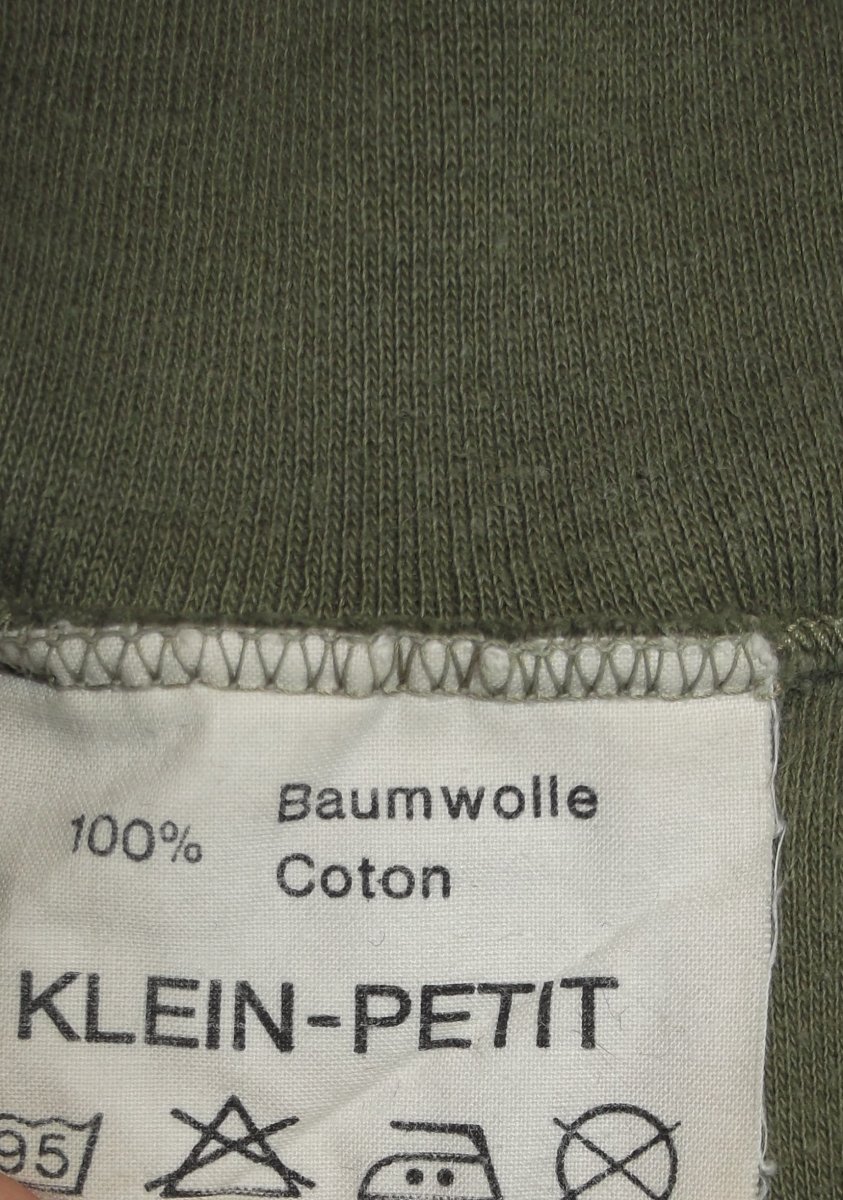 100% Baumwolle
Coton
KLEIN-PETIT
95